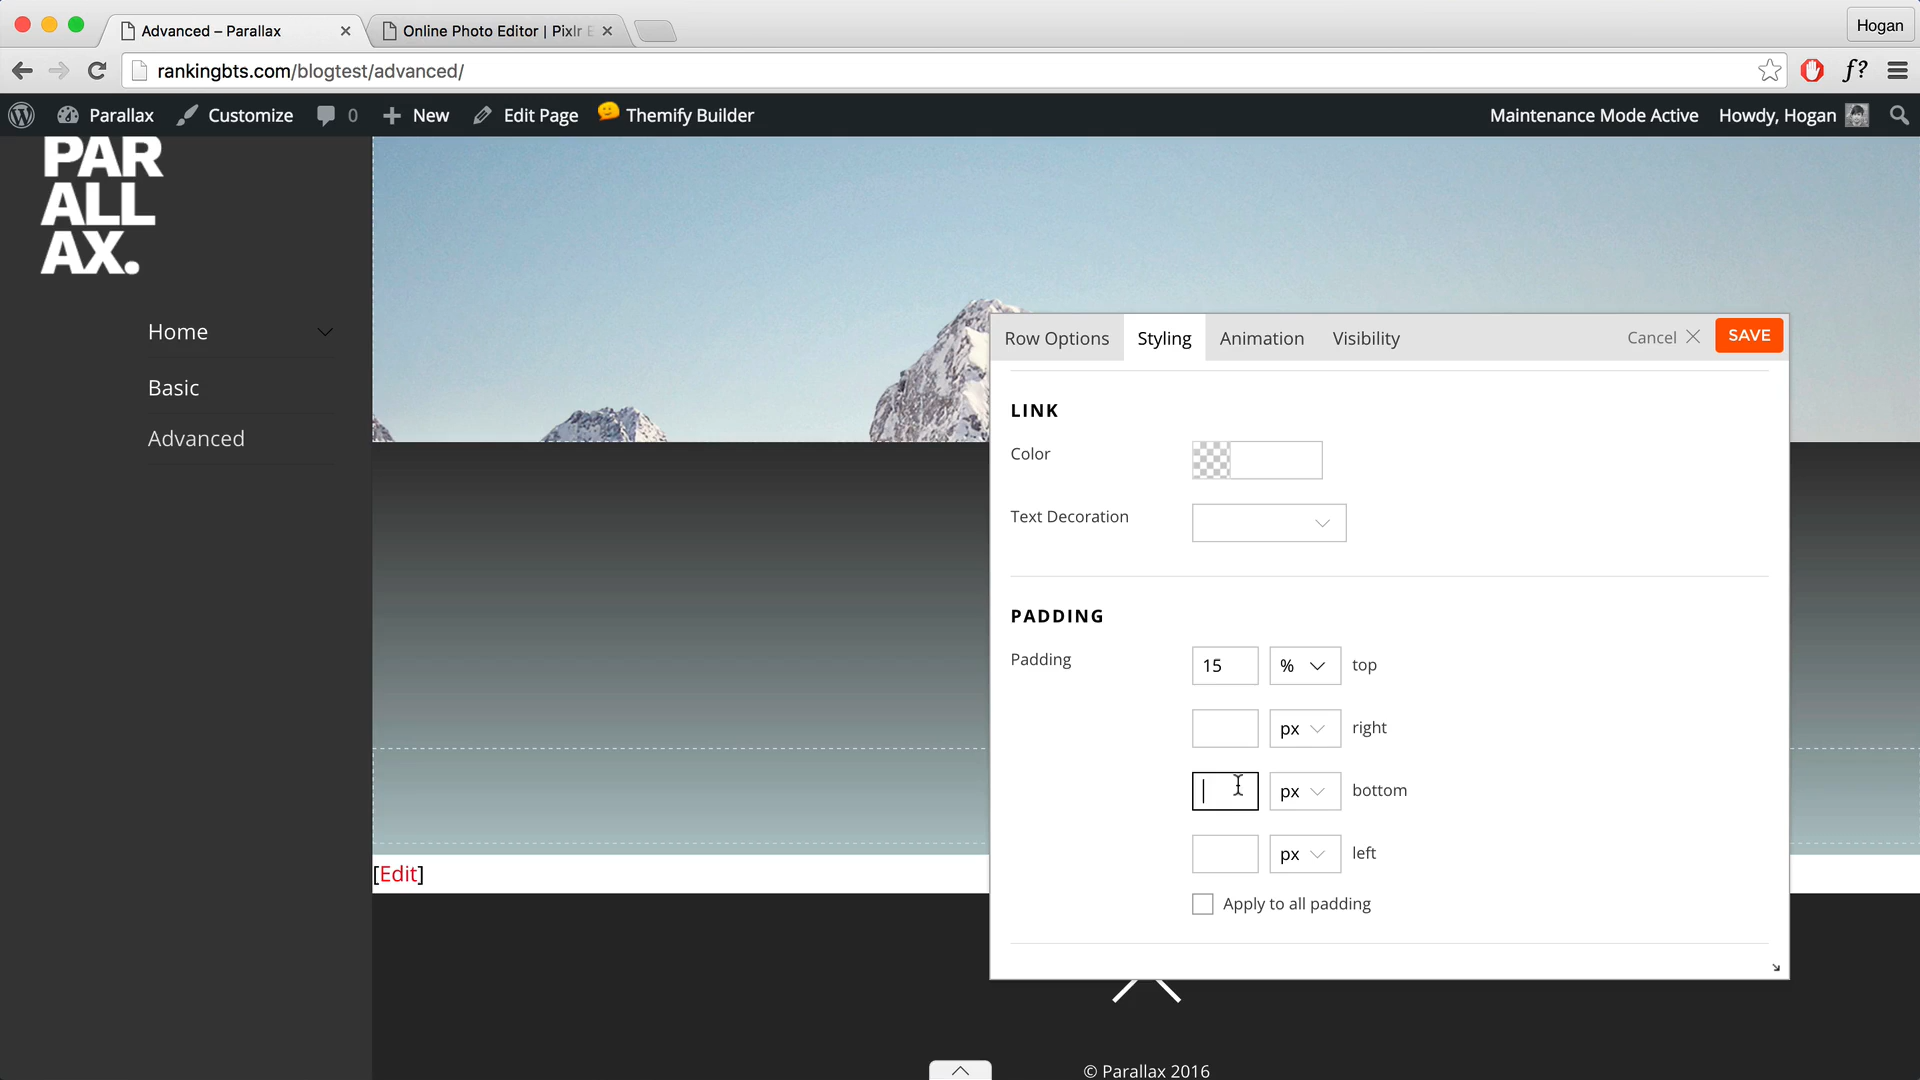 Advanced – Parallax
Online Photo Editor | Pixlr E
Hogan
rankingbts.com/blogtest/advanced/
f?
Parallax
Customize
0
New
Edit Page
Themify Builder
Maintenance Mode Active
Howdy, Hogan
PAR
ALL
AX.
Home
Basic
Advanced
Row Options
Styling
Animation
Visibility
Cancel
SAVE
LINK
Color
Text Decoration
PADDING
Padding
15 % top
px right
px bottom
px left
Apply to all padding
[Edit]
© Parallax 2016